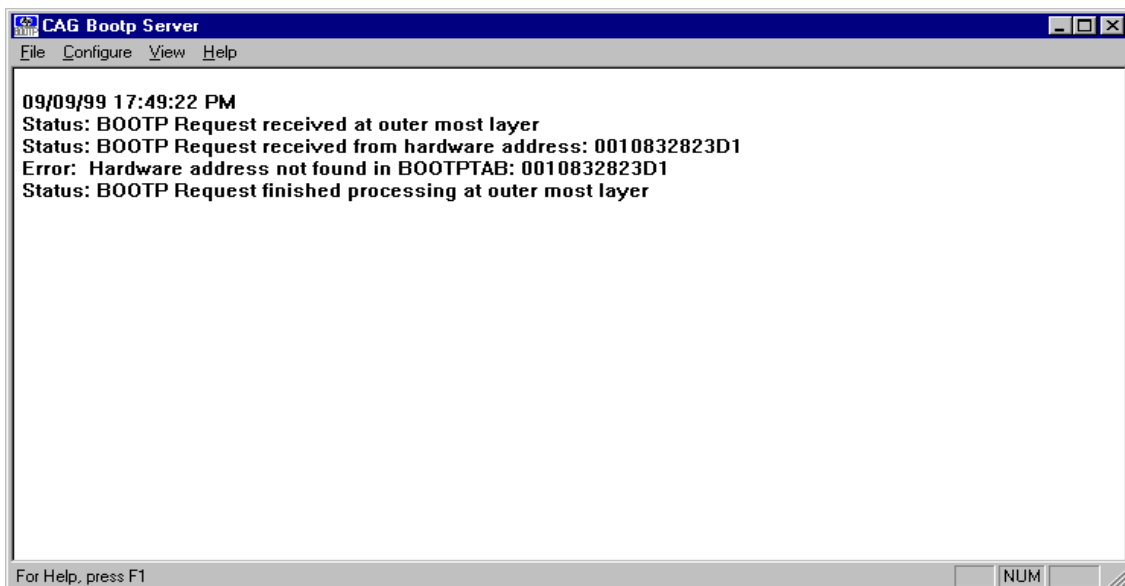 CAG Bootp Server
File Configure View Help
09/09/99 17:49:22 PM
Status: BOOTP Request received at outer most layer
Status: BOOTP Request received from hardware address: 0010832823D1
Error: Hardware address not found in BOOTPTAB: 0010832823D1
Status: BOOTP Request finished processing at outer most layer
For Help, press F1
NUM